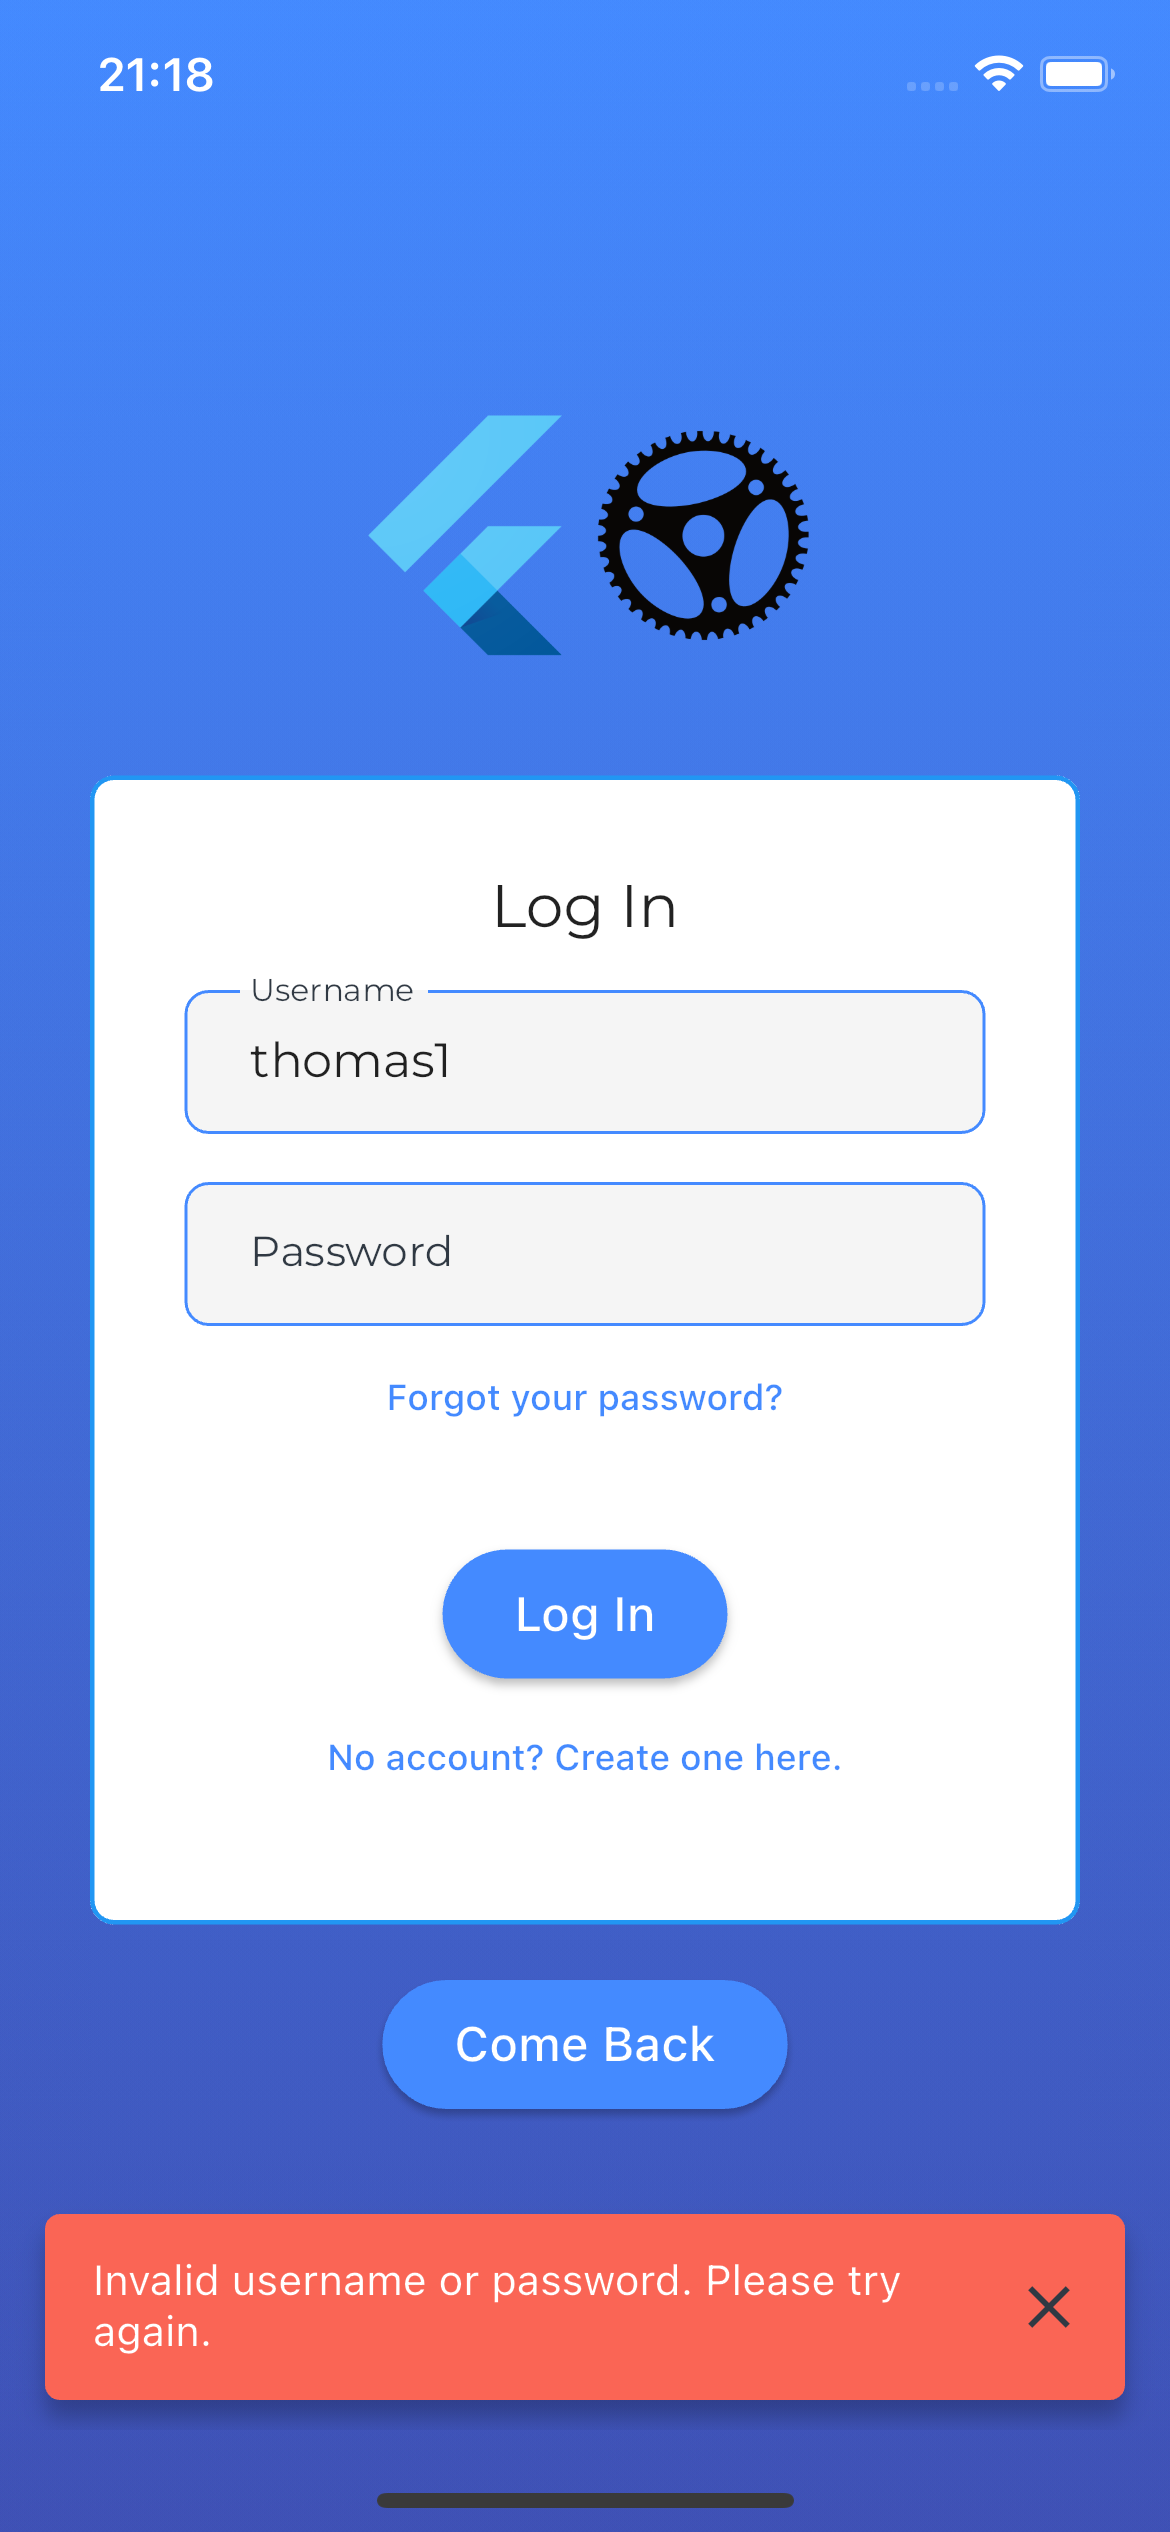 21:18
Log In
Username
thomas1
Password
Forgot your password?
Log In
No account? Create one here.
Come Back
Invalid username or password. Please try
again.